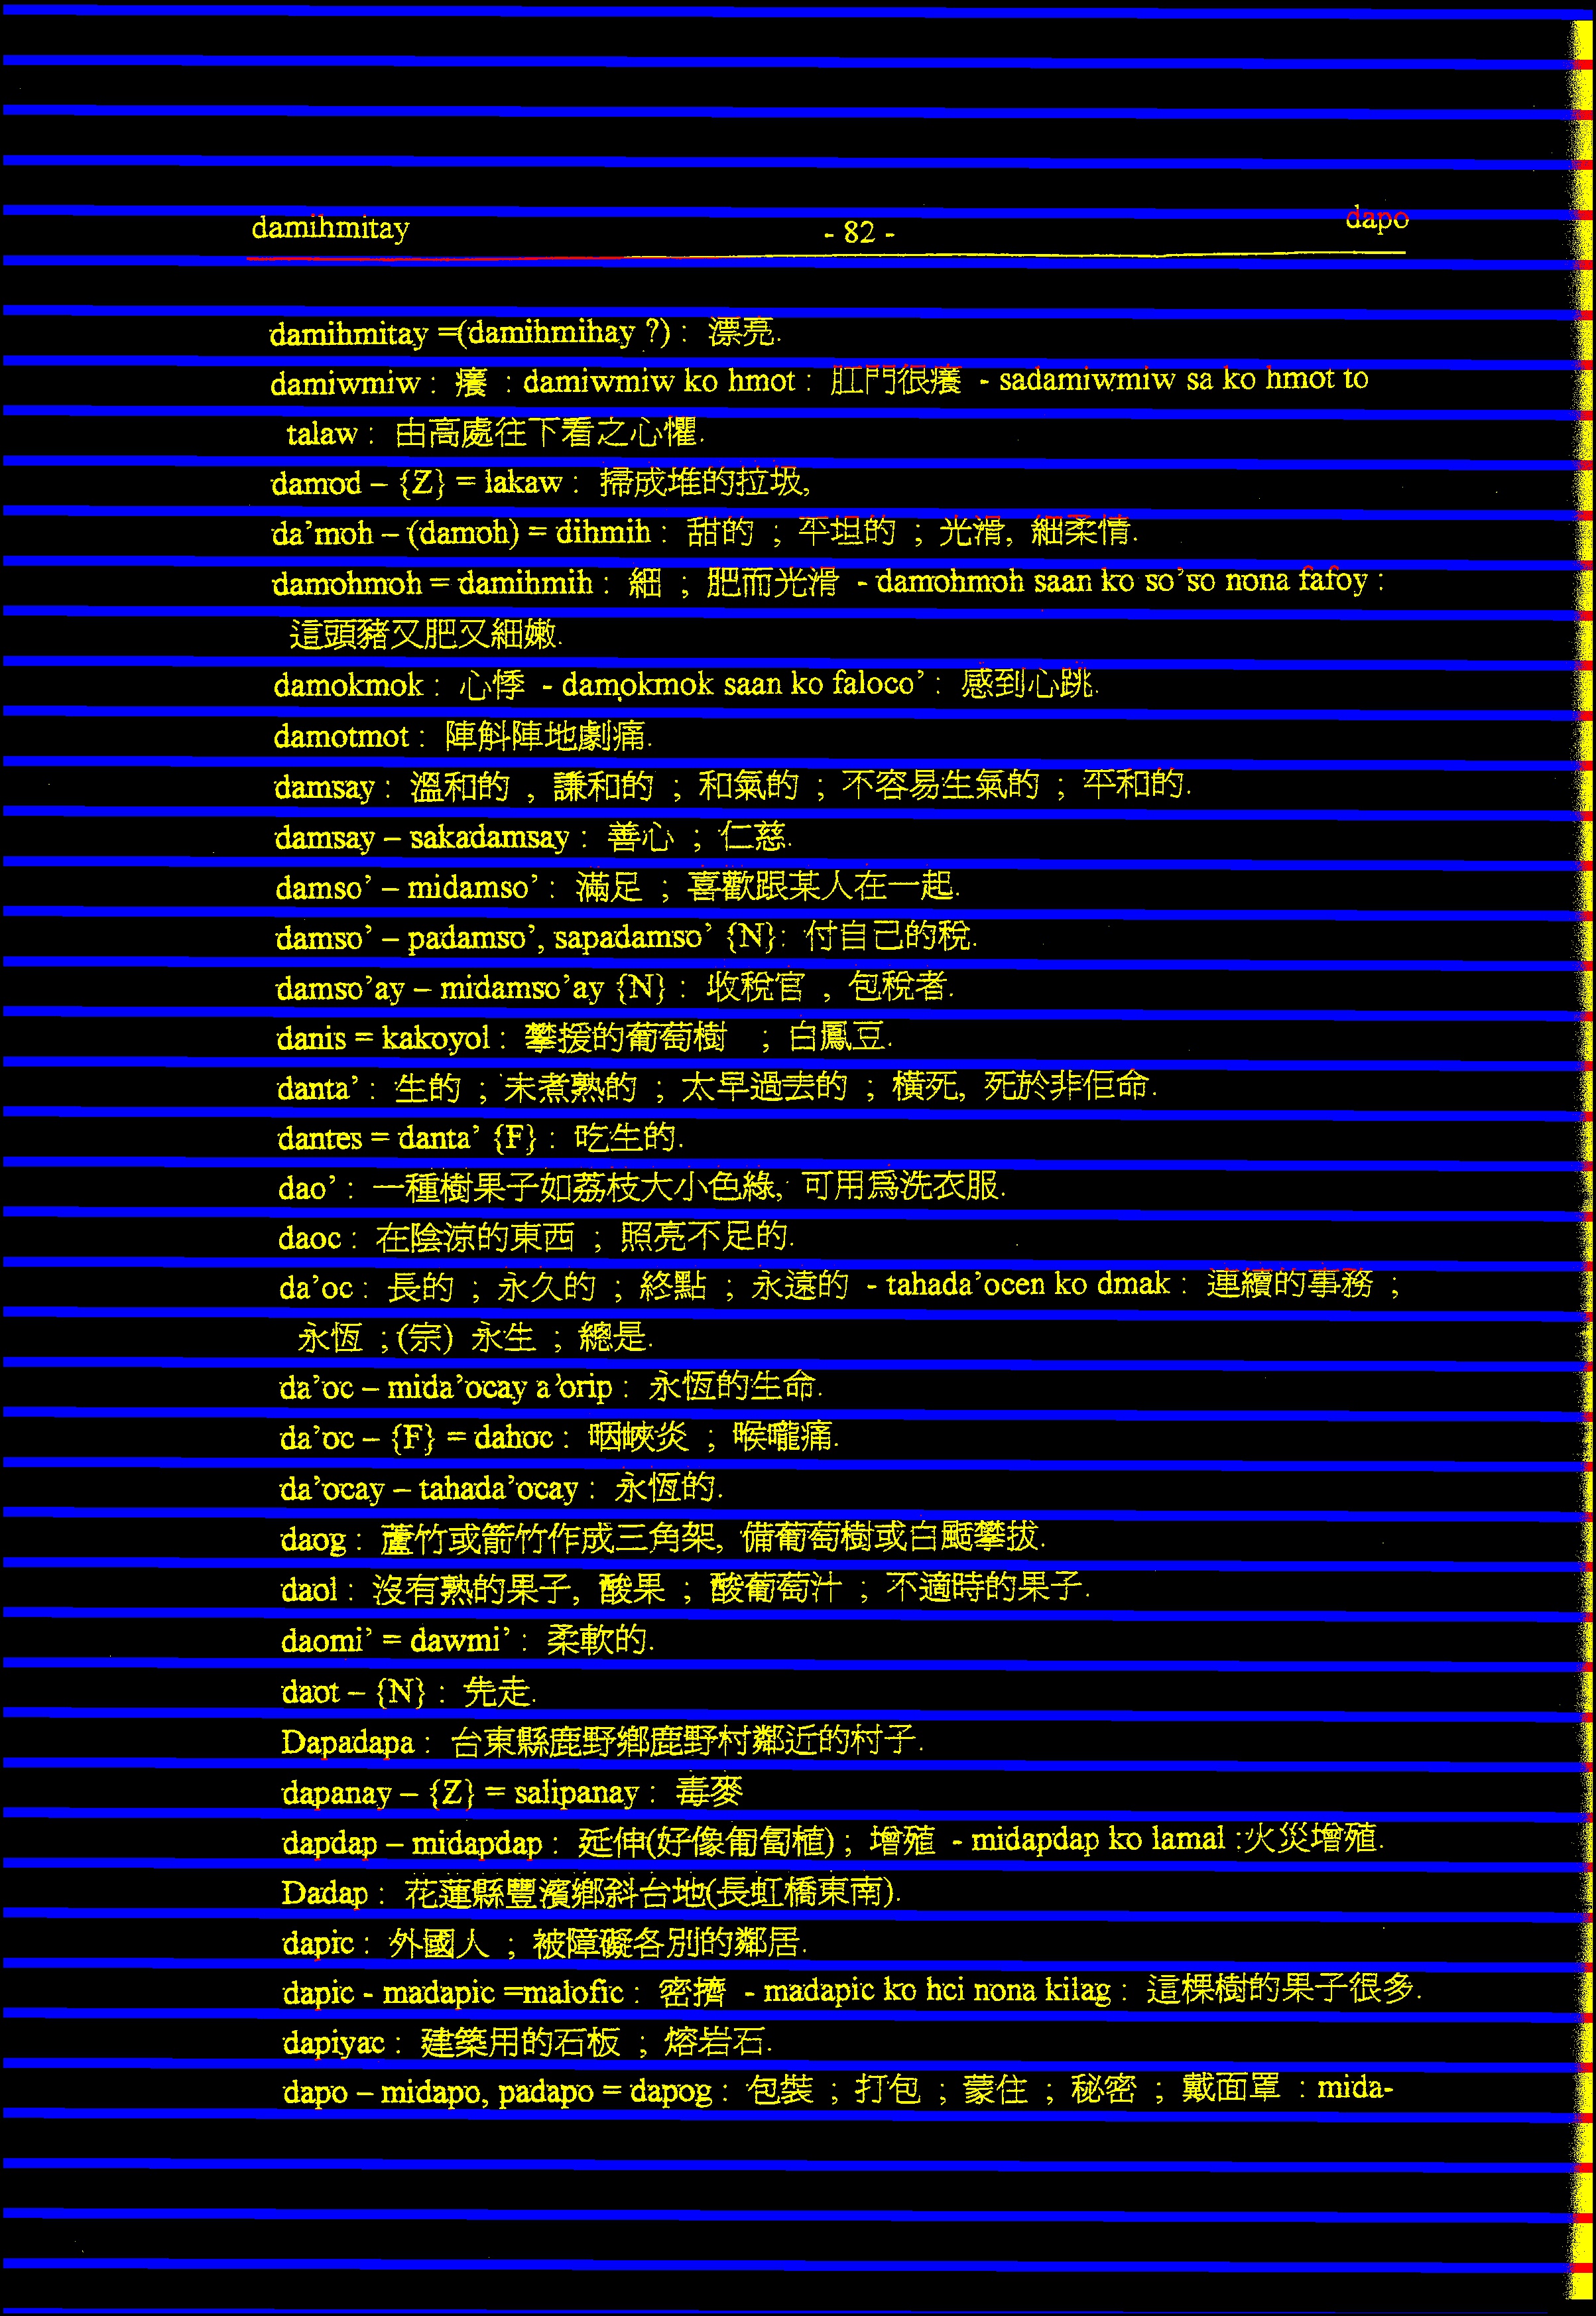 damihmitay - 82 - dapo
damihmitay =(damihmihay ?) : 漂亮.
damiwmiw : 癢 : damiwmiw ko hmot : 肛門很癢 - sadamiwmiw sa ko hmot to
talaw : 由高處往下看之心懼.
damod – {Z} = lakaw : 掃成堆的拉圾,
da’moh – (damoh) = dihmih : 甜的 ; 平坦的 ; 光滑, 細柔情.
damohmoh = damihmih : 細 ; 肥而光滑 - damohmoh saan ko so’so nona fafoy :
這頭豬又肥又細嫩.
damokmok : 心悸 - damokmok saan ko faloco’ : 感到心跳.
damotmot : 陣斛陣地劇痛.
damsay : 溫和的 , 謙和的 ; 和氣的 ; 不容易生氣的 ; 平和的.
damsay – sakadamsay : 善心 ; 仁慈.
damso’ – midamso’ : 滿足 ; 喜歡跟某人在一起.
damso’ – padamso’, sapadamso’ {N}: 付自己的稅.
damso’ay – midamso’ay {N} : 收稅官 , 包稅者.
danis = kakoyol : 攀援的葡萄樹 ; 白鳳豆.
danta’ : 生的 ; 未煮熟的 ; 太早過去的 ; 橫死, 死於非佢命.
dantes = danta’ {F} : 吃生的.
dao’ : 一種樹果子如荔枝大小色綠, 可用為洗衣服.
daoc : 在陰涼的東西 ; 照亮不足的.
da’oc : 長的 ; 永久的 ; 終點 ; 永遠的 - tahada’ocen ko dmak : 連續的事務 ;
永恆 ; (宗) 永生 ; 總是.
da’oc – mida’ocay a’orip : 永恆的生命.
da’oc – {F} = dahoc : 咽峽炎 ; 喉嚨痛.
da’ocay – tahada’ocay : 永恆的.
daog : 蘆竹或箭竹作成三角架, 備葡萄樹或白颳攀拔.
daol : 沒有熟的果子, 酸果 ; 酸葡萄汁 ; 不適時的果子.
daomi’ = dawmi’ : 柔軟的.
daot – {N} : 先走.
Dapadapa : 台東縣鹿野鄉鹿野村鄰近的村子.
dapanay – {Z} = salipanay : 毒麥
dapdap – midapdap : 延伸(好像匍匐植) ; 增殖 - midapdap ko lamal :火災增殖.
Dadap : 花蓮縣豐濱鄉斜台地(長虹橋東南).
dapic : 外國人 ; 被障礙各別的鄰居.
dapic - madapic =malofic : 密擠 - madapic ko hci nona kilag : 這棵樹的果子很多.
dapiyac : 建築用的石板 ; 熔岩石.
dapo – midapo, padapo = dapog : 包裝 ; 打包 ; 蒙住 ; 秘密 ; 戴面罩 : mida-